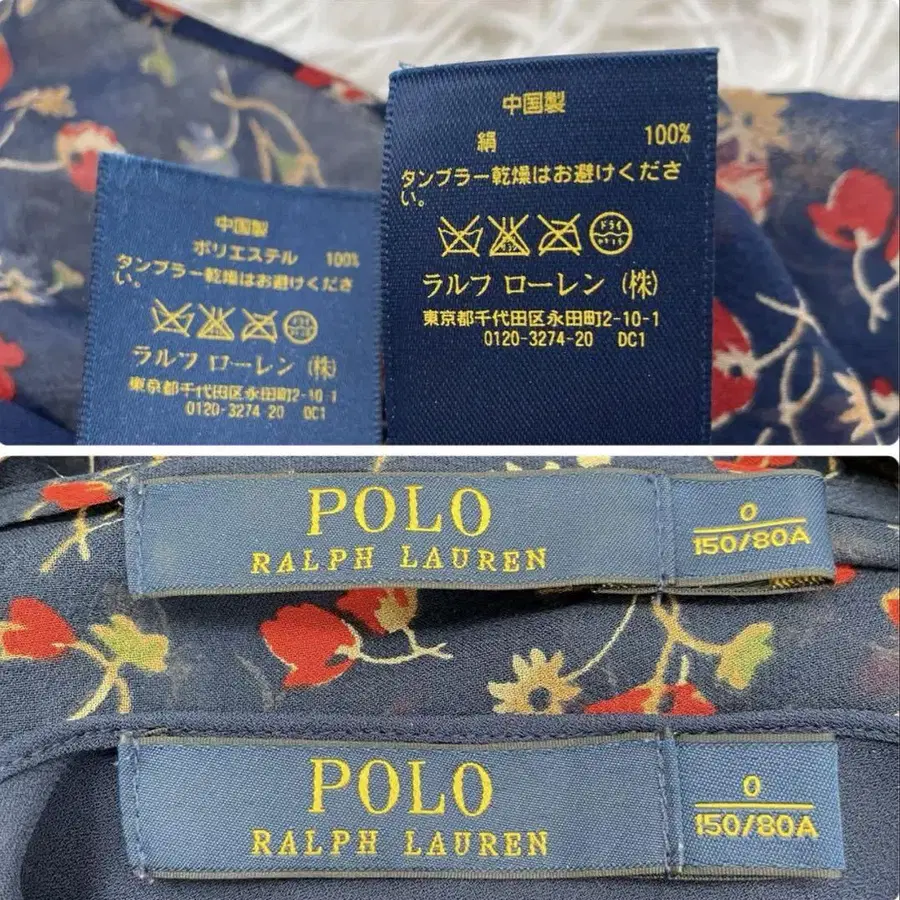 中国製
ポリエステル 100%
タンブラー乾燥はお避けくださ
い。
ラルフ ローレン (株)
東京都千代田区永田町2-10-1
0120-3274-20 DC1
中国製
絹 100%
タンブラー乾燥はお避けくださ
い。
ドライ
ラルフ ローレン (株)
東京都千代田区永田町2-10-1
0120-3274-20 DC1
POLO
RALPH LAUREN
0
150/80A
POLO
RALPH LAUREN
0
150/80A